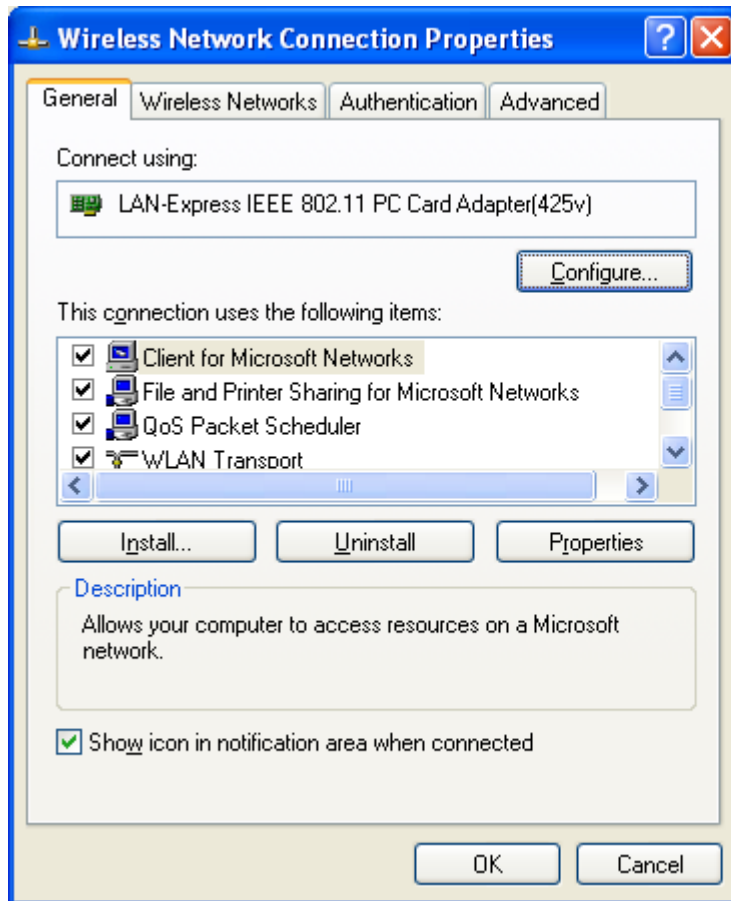 Wireless Network Connection Properties
General Wireless Networks Authentication Advanced
Connect using:
LAN-Express IEEE 802.11 PC Card Adapter(425v)
Configure...
This connection uses the following items:
Client for Microsoft Networks
File and Printer Sharing for Microsoft Networks
QoS Packet Scheduler
WLAN Transport
Install... Uninstall Properties
Description
Allows your computer to access resources on a Microsoft
network.
Show icon in notification area when connected
OK Cancel